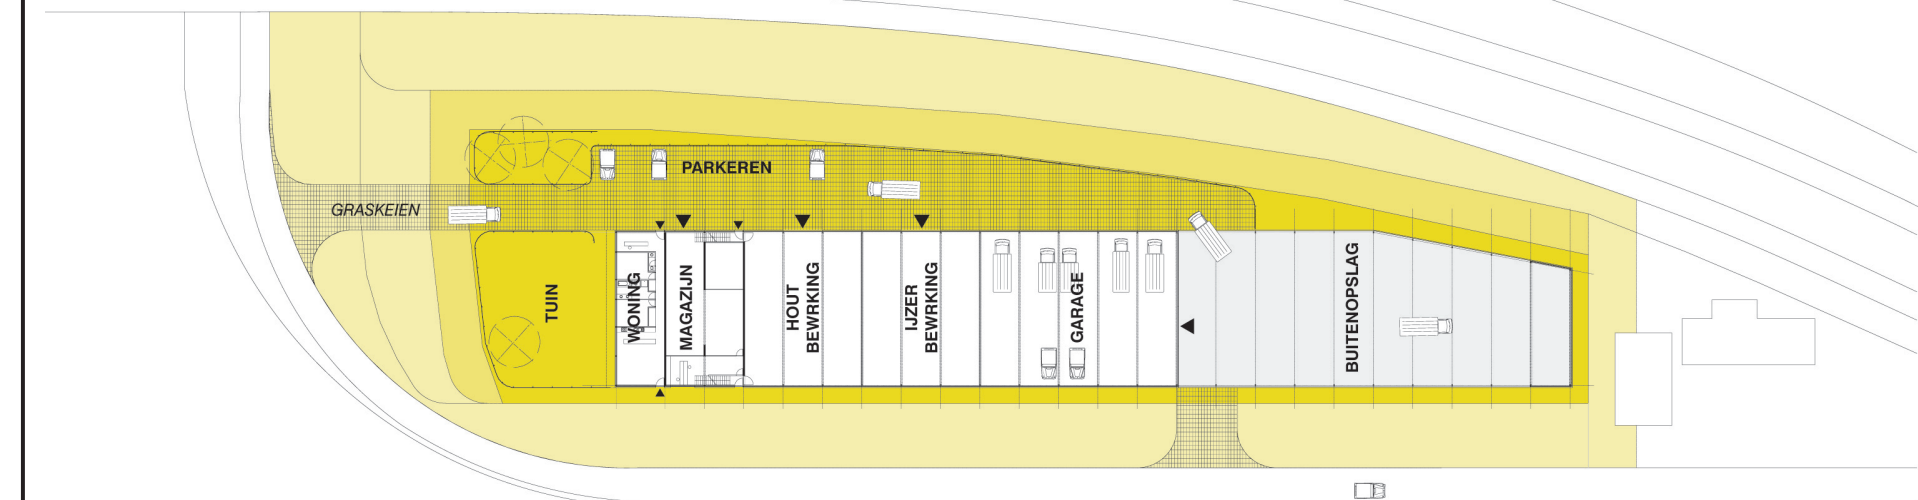 PARKEREN
GRASKEIEN
TUIN
WONING
MAGAZIJN
HOUT
BEWRKING
IJZER
BEWRKING
GARAGE
BUITENOPSLAG